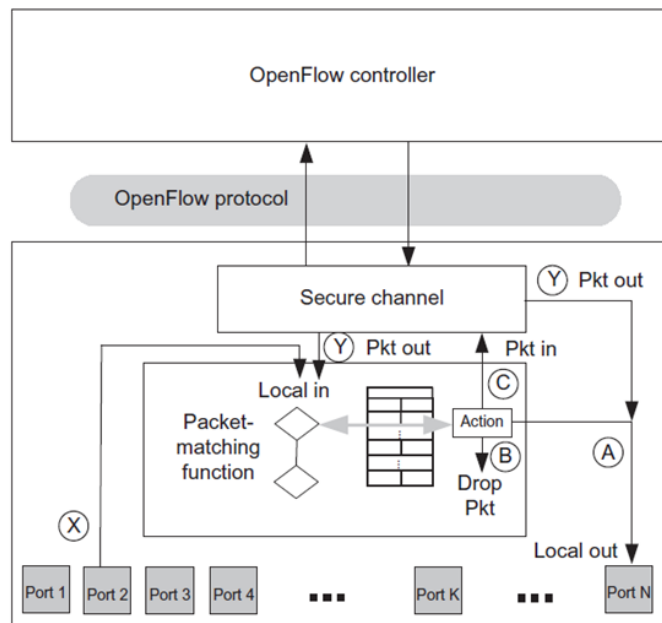 OpenFlow controller
OpenFlow protocol
Secure channel
Y Pkt out
Y Pkt out
Pkt in
C
Local in
Packet-
matching
function
Action
B
A
Drop
Pkt
X
Local out
Port 1
Port 2
Port 3
Port 4
Port K
Port N